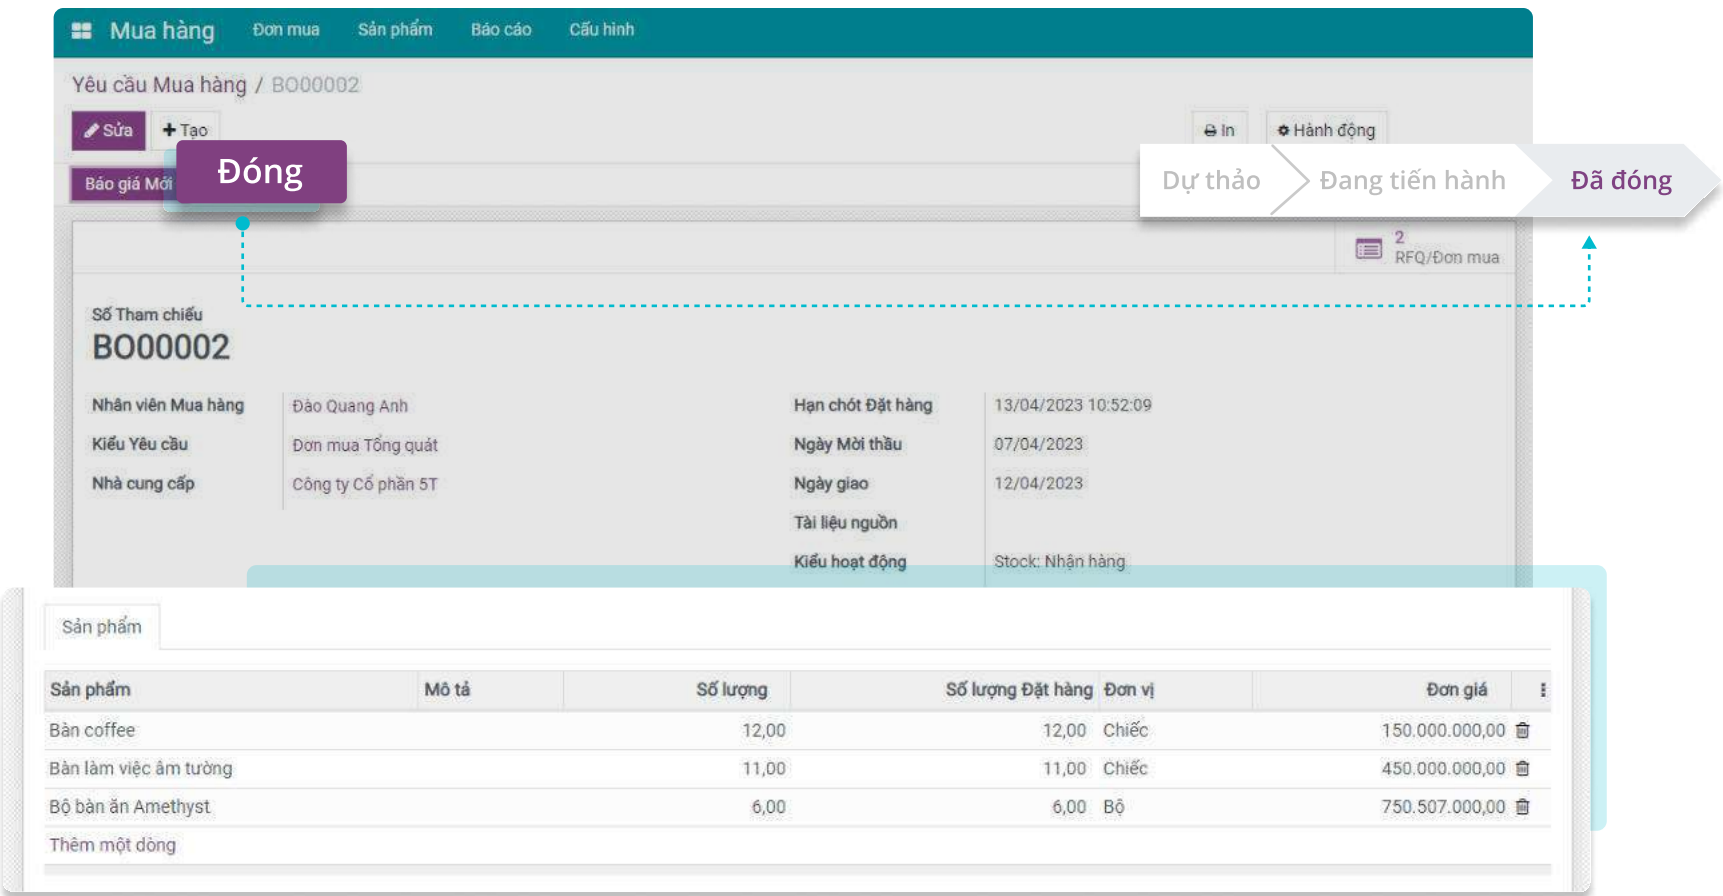 Mua hàng Đơn mua Sản phẩm Báo cáo Cấu hình
Yêu cầu Mua hàng / BO00002
Sửa Tạo In Hành động
Báo giá Mới Đóng Dự thảo Đang tiến hành Đã đóng
2
RFQ/Đơn mua
Số Tham chiếu
BO00002
Nhân viên Mua hàng Đào Quang Anh Hạn chót Đặt hàng 13/04/2023 10:52:09
Kiểu Yêu cầu Đơn mua Tổng quát Ngày Mời thầu 07/04/2023
Nhà cung cấp Công ty Cổ phần 5T Ngày giao 12/04/2023
Tài liệu nguồn
Kiểu hoạt động Stock: Nhận hàng
Sản phẩm
Sản phẩm Mô tả Số lượng Số lượng Đặt hàng Đơn vị Đơn giá
Bàn coffee 12,00 12,00 Chiếc 150.000.000,00
Bàn làm việc âm tường 11,00 11,00 Chiếc 450.000.000,00
Bộ bàn ăn Amethyst 6,00 6,00 Bộ 750.507.000,00
Thêm một dòng